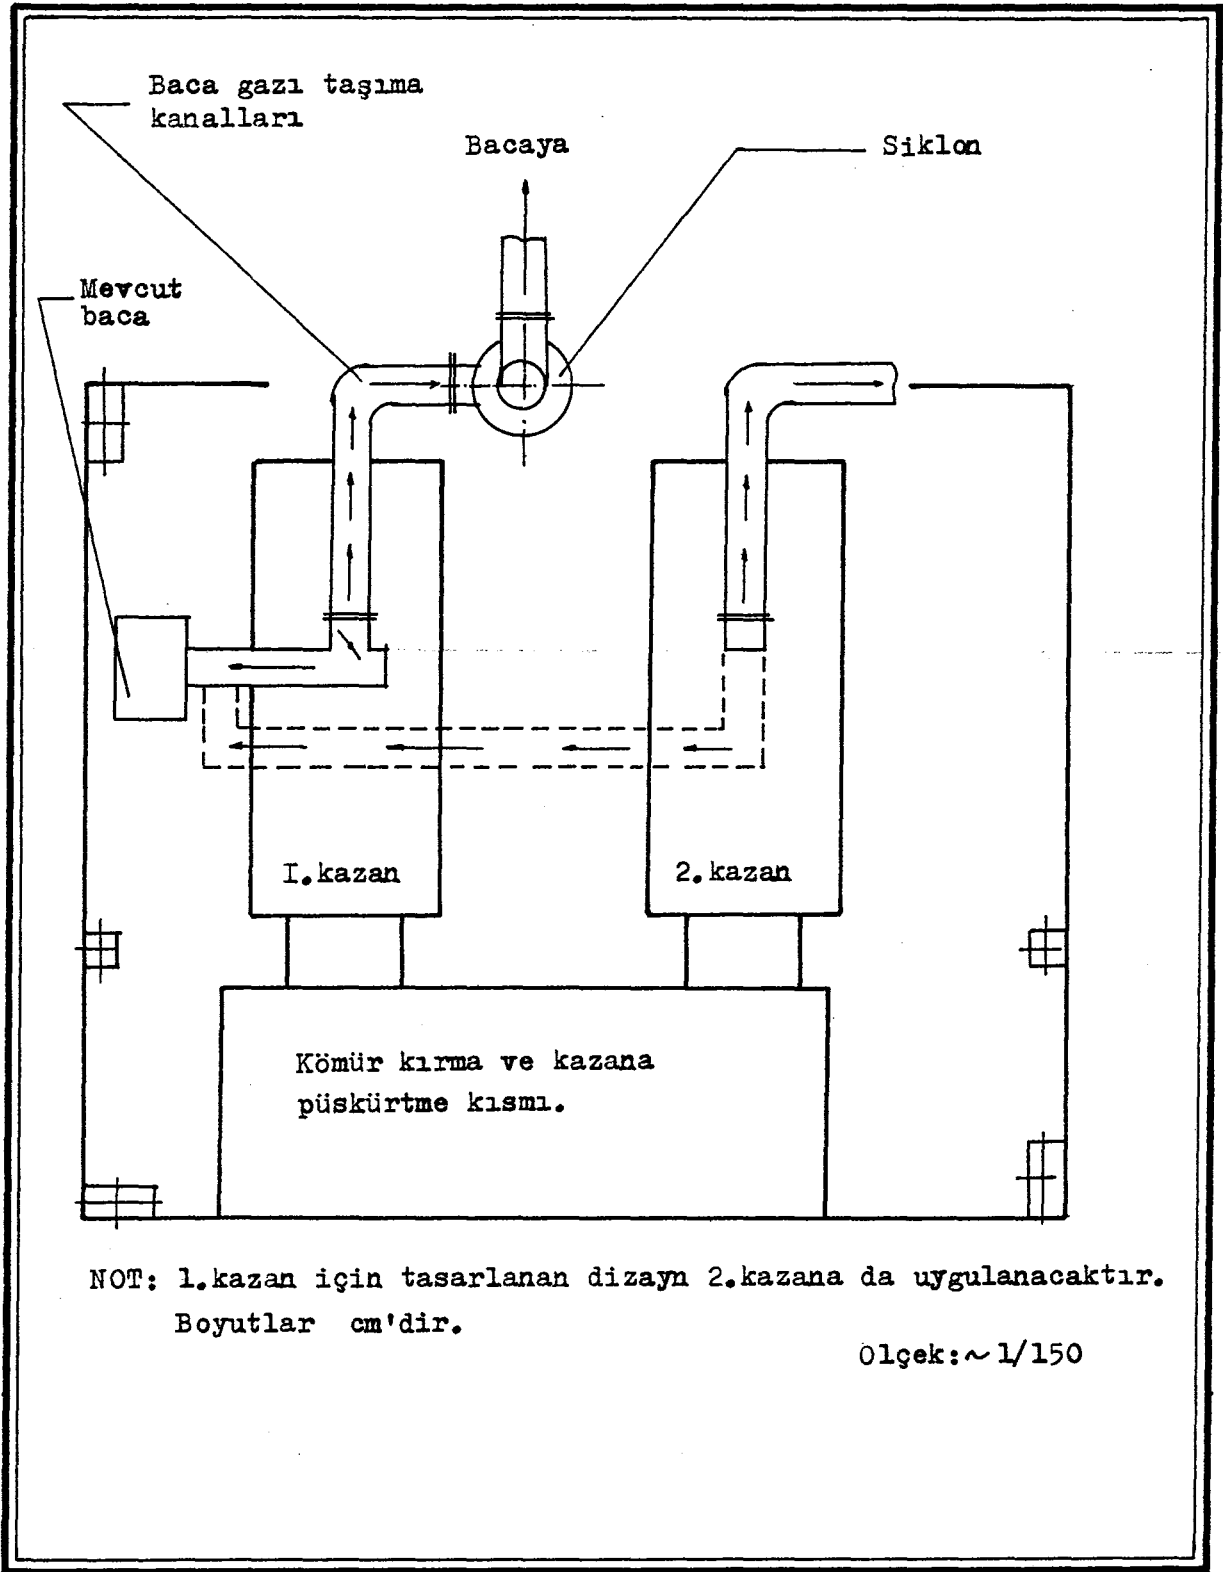 Baca gazı taşıma
kanalları
Bacaya
Siklon
Mevcut
baca
I.kazan
2.kazan
Kömür kırma ve kazana
püskürtme kısmı.
NOT: 1.kazan için tasarlanan dizayn 2.kazana da uygulanacaktır.
Boyutlar cm'dir.
Olçek:~1/150